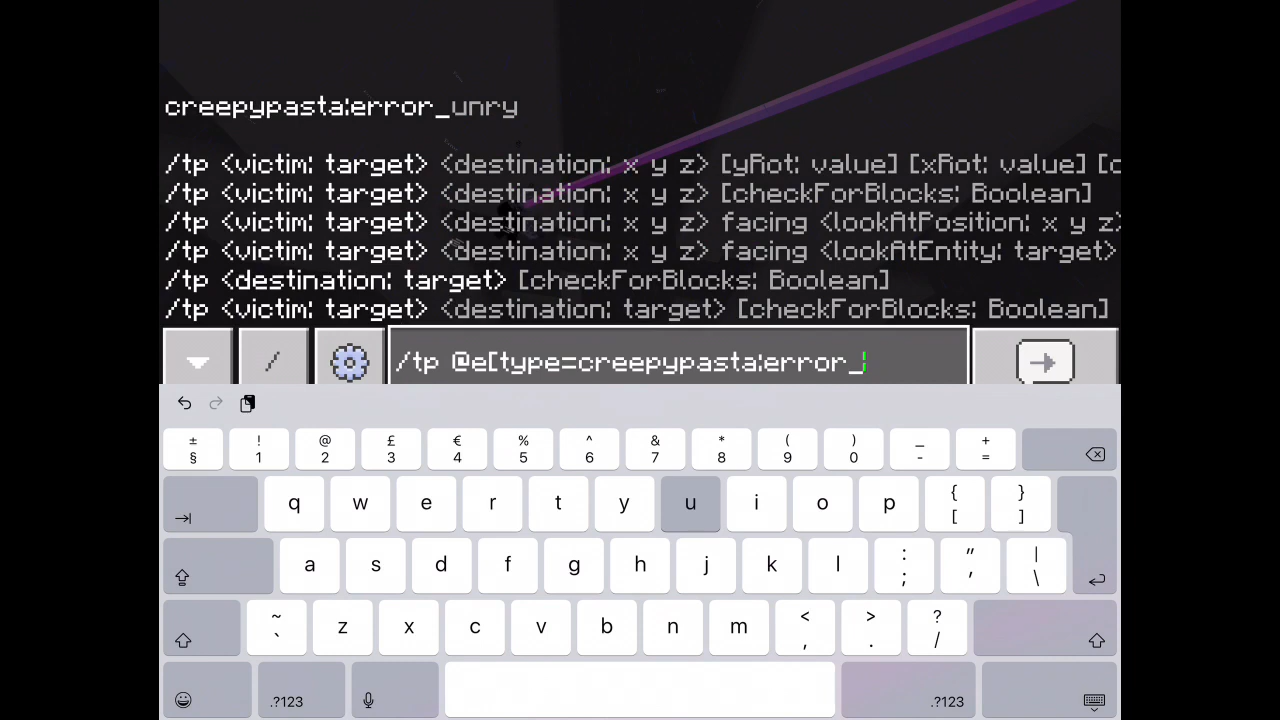 creepypasta:error_unry
/tp <victim: target> <destination: x y z> [yRot: value] [xRot: value] [c
/tp <victim: target> <destination: x y z> [checkForBlocks: Boolean]
/tp <victim: target> <destination: x y z> facing <lookAtPosition: x y z>
/tp <victim: target> <destination: x y z> facing <lookAtEntity: target>
/tp <destination: target> [checkForBlocks: Boolean]
/tp <victim: target> <destination: target> [checkForBlocks: Boolean]
/ /tp @e[type=creepypasta:error_
± ! @ £ € % ^ & * ( ) _ +
§ 1 2 3 4 5 6 7 8 9 0 - =
q w e r t y u i o p { }
[ ]
a s d f g h j k l : " |
; ' \
~ z x c v b n m < > ?
` , . /
.?123 .?123